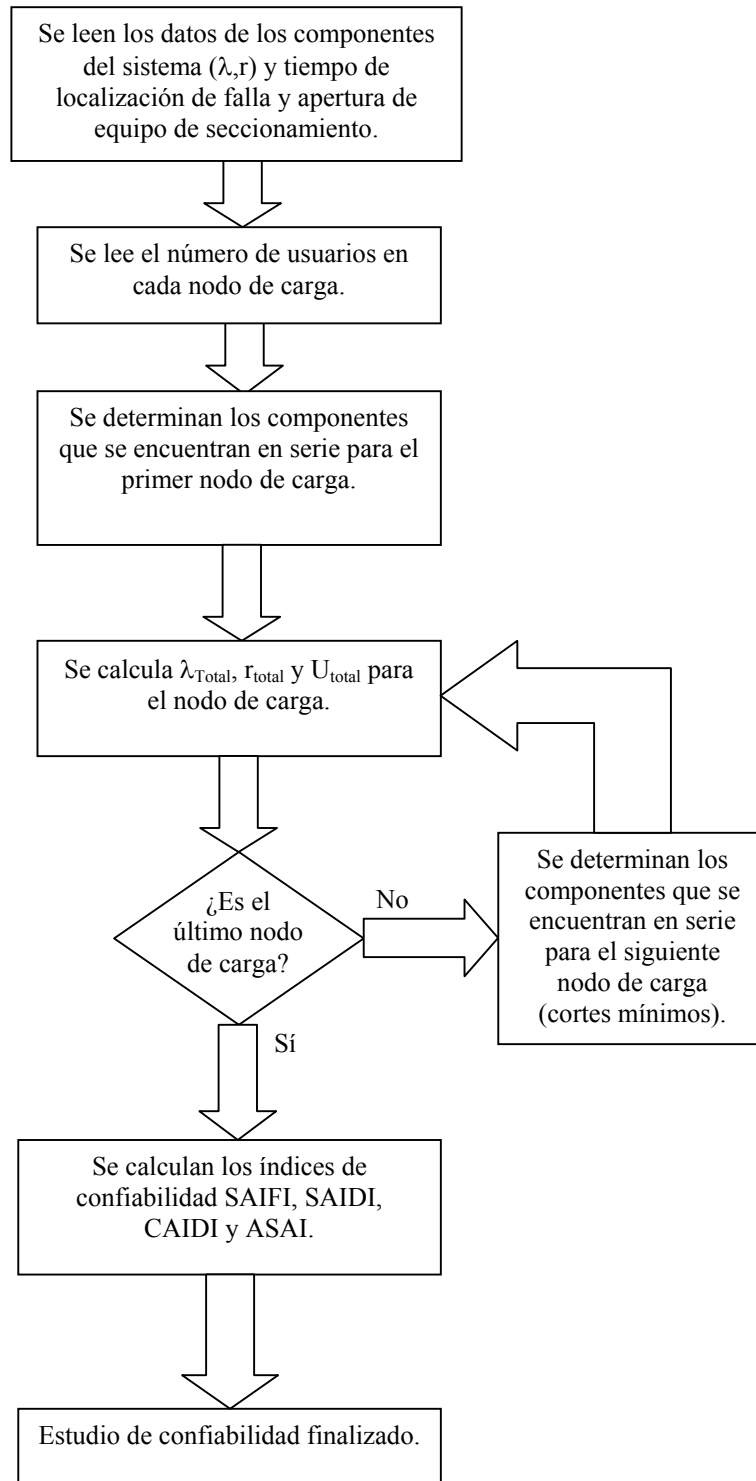 Se leen los datos de los componentes
del sistema (λ,r) y tiempo de
localización de falla y apertura de
equipo de seccionamiento.
Se lee el número de usuarios en
cada nodo de carga.
Se determinan los componentes
que se encuentran en serie para el
primer nodo de carga.
Se calcula λTotal, rtotal y Utotal para
el nodo de carga.
¿Es el
último nodo
de carga?
No
Se determinan los
componentes que se
encuentran en serie
para el siguiente
nodo de carga
(cortes mínimos).
Sí
Se calculan los índices de
confiabilidad SAIFI, SAIDI,
CAIDI y ASAI.
Estudio de confiabilidad finalizado.